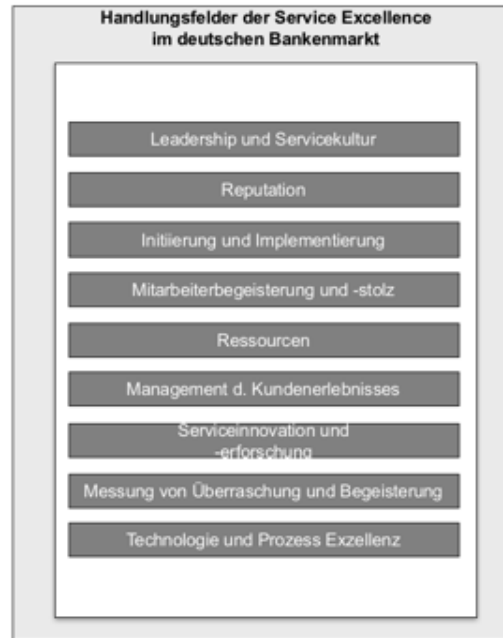 Handlungsfelder der Service Excellence
im deutschen Bankenmarkt
Leadership und Servicekultur
Reputation
Initiierung und Implementierung
Mitarbeiterbegeisterung und -stolz
Ressourcen
Management d. Kundenerlebnisses
Serviceinnovation und
-erforschung
Messung von Überraschung und Begeisterung
Technologie und Prozess Exzellenz